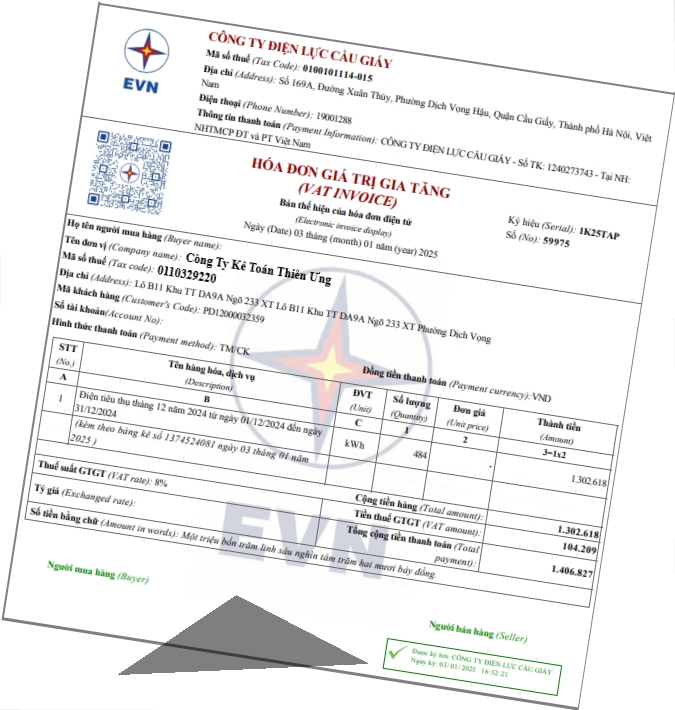 CÔNG TY ĐIỆN LỰC CẦU GIẤY
Mã số thuế (Tax Code): 0100101114-015
Địa chỉ (Address): Số 169A, Đường Xuân Thủy, Phường Dịch Vọng Hậu, Quận Cầu Giấy, Thành phố Hà Nội, Việt
Nam
Điện thoại (Phone Number): 19001288
Thông tin thanh toán (Payment Information): CÔNG TY ĐIỆN LỰC CẦU GIẤY - Số TK: 1240273743 - Tại NH:
NHTMCP ĐT và PT Việt Nam
EVN
HÓA ĐƠN GIÁ TRỊ GIA TĂNG
(VAT INVOICE)
Bản thể hiện của hóa đơn điện tử
(Electronic invoice display)
Ngày (Date) 03 tháng (month) 01 năm (year) 2025
Ký hiệu (Serial): 1K25TAP
Số (No): 59975
Họ tên người mua hàng (Buyer name):
Tên đơn vị (Company name): Công Ty Kế Toán Thiên Ưng
Mã số thuế (Tax code): 0110329220
Địa chỉ (Address): Lô B11 Khu TT DA9A Ngõ 233 XT Lô B11 Khu TT DA9A Ngõ 233 XT Phường Dịch Vọng
Mã khách hàng (Customer's Code): PD12000032359
Số tài khoản(Account No):
Hình thức thanh toán (Payment method): TM/CK
Đồng tiền thanh toán (Payment currency):VND
STT
(No.)
Tên hàng hóa, dịch vụ
(Description)
ĐVT
(Unit)
Số lượng
(Quantity)
Đơn giá
(Unit price)
Thành tiền
(Amount)
A
B
C
1
2
3=1x2
1
Điện tiêu thụ tháng 12 năm 2024 từ ngày 01/12/2024 đến ngày
31/12/2024
(kèm theo bảng kê số 1374524081 ngày 03 tháng 01 năm
2025 )
kWh
484
-
1.302.618
Thuế suất GTGT (VAT rate): 8%
Cộng tiền hàng (Total amount):
1.302.618
Tiền thuế GTGT (VAT amount):
104.209
Tỷ giá (Exchanged rate):
Tổng cộng tiền thanh toán (Total
payment):
1.406.827
Số tiền bằng chữ (Amount in words): Một triệu bốn trăm linh sáu nghìn tám trăm hai mươi bảy đồng.
EVN
Người mua hàng (Buyer)
Người bán hàng (Seller)
Được ký bởi: CÔNG TY ĐIỆN LỰC CẦU GIẤY
Ngày ký: 03/01/2025 16:52:21